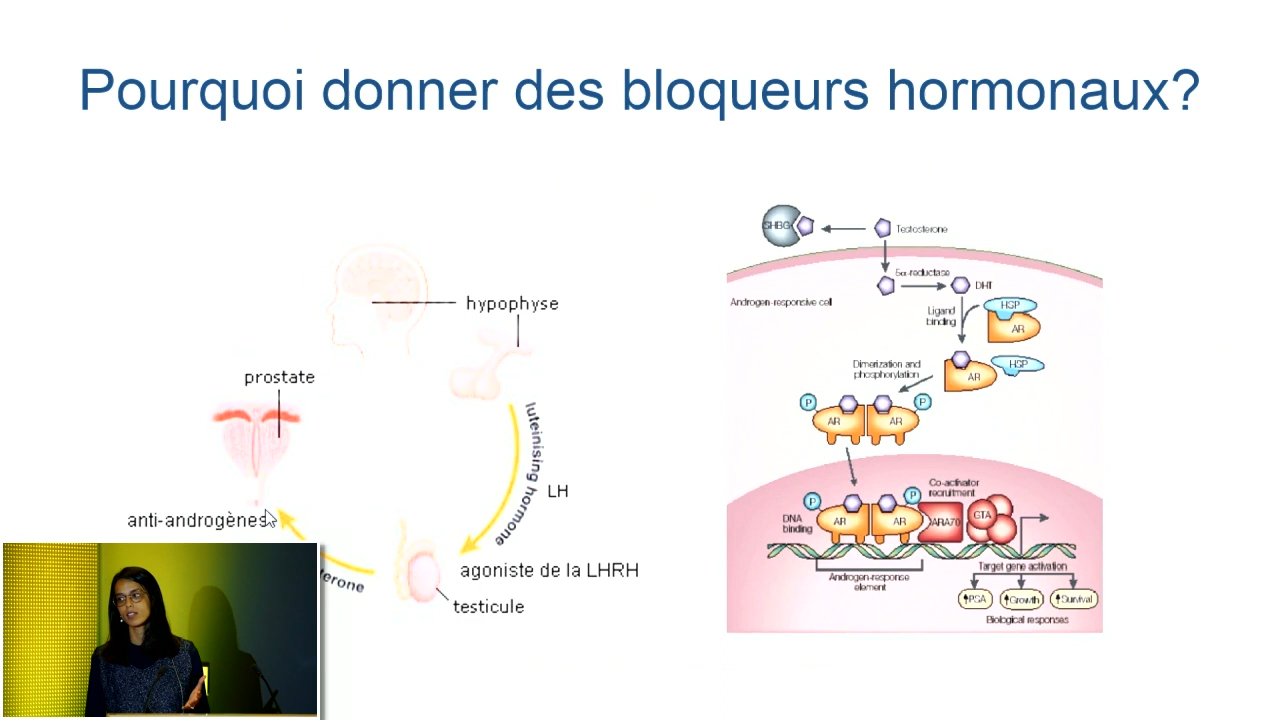 Pourquoi donner des bloqueurs hormonaux?
hypophyse
prostate
luteinising hormone
LH
anti-androgènes
terone
agoniste de la LHRH
testicule
SHBG
Testosterone
5α-reductase
DHT
Androgen-responsive cell
Ligand
binding
HSP
AR
Dimerization and
phosphorylation
AR
HSP
P
P
AR
AR
Co-activator
recruitment
P
P
DNA
binding
AR
AR
ARA70
GTA
Target gene activation
Androgen-response
element
PSA
Growth
Survival
Biological responses